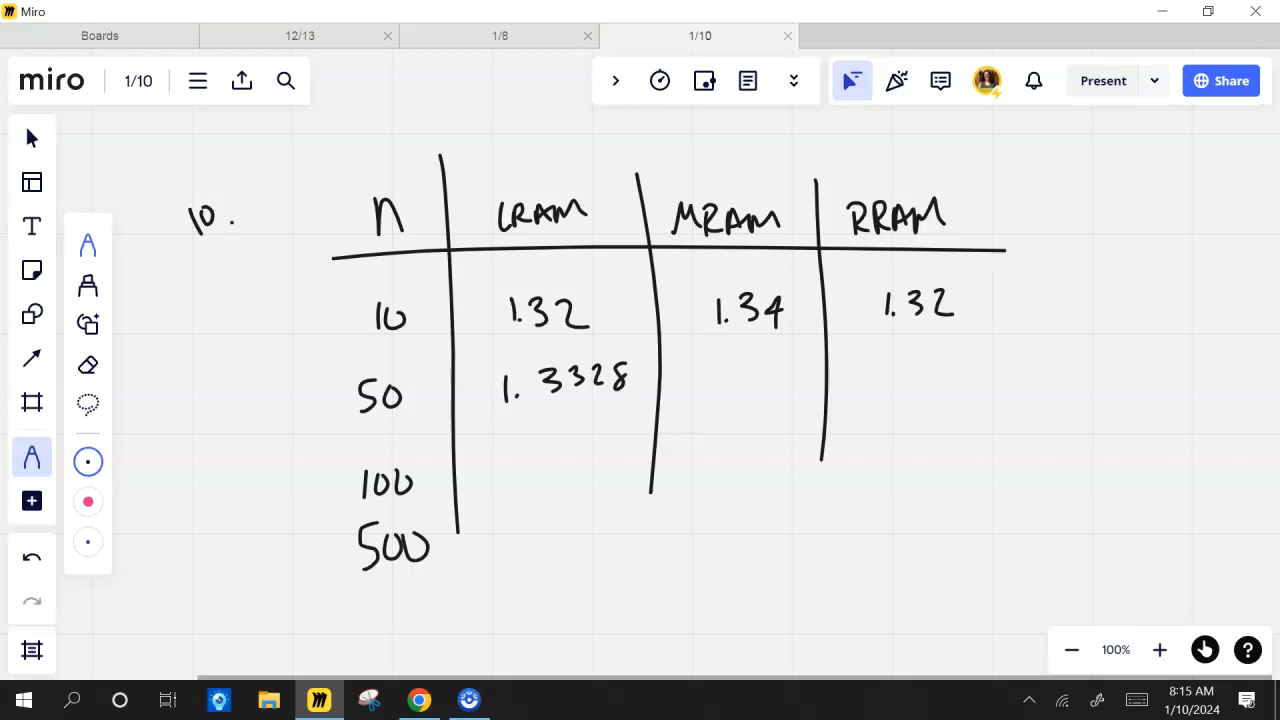 Miro
Boards
12/13
1/8
1/10
miro
1/10
Present
Share
10.
n LRAM MRAM RRAM
10 1.32 1.34 1.32
50 1.3328
100
500
100%
8:15 AM
1/10/2024